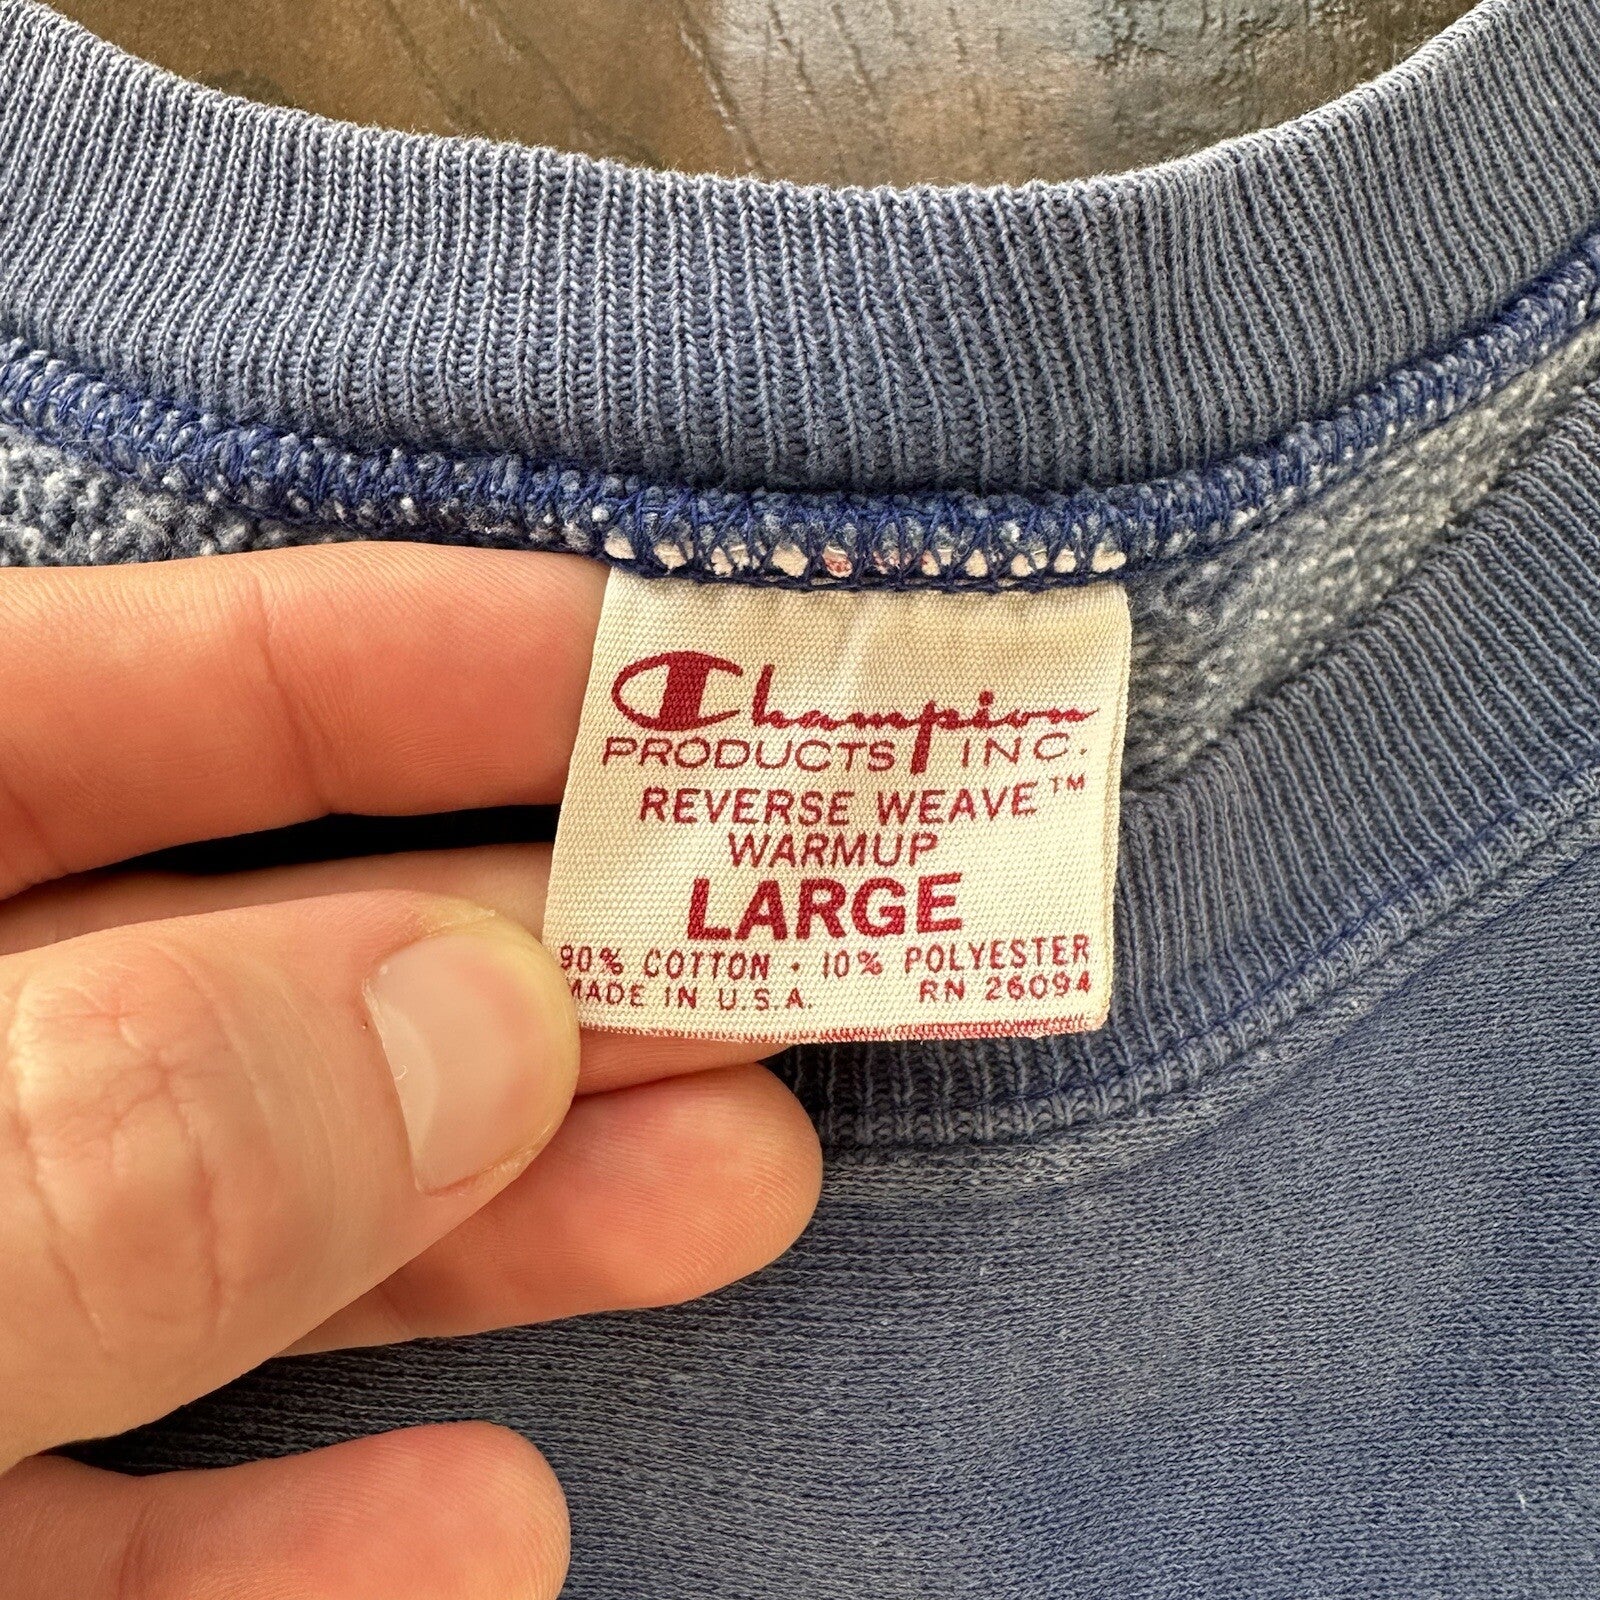 Champion
PRODUCTS INC.
REVERSE WEAVE™
WARMUP
LARGE
90% COTTON · 10% POLYESTER
MADE IN U.S.A. RN 26094